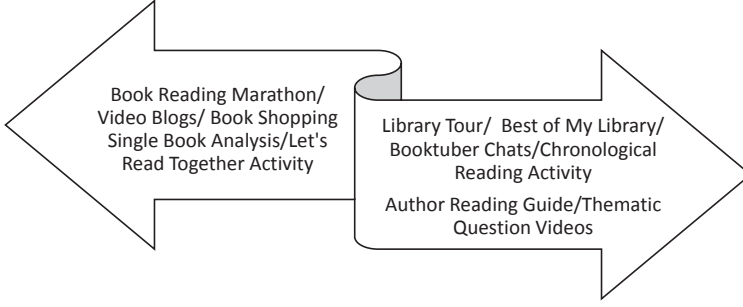 Book Reading Marathon/
Video Blogs/ Book Shopping
Single Book Analysis/Let's
Read Together Activity
Library Tour/ Best of My Library/
Booktuber Chats/Chronological
Reading Activity
Author Reading Guide/Thematic
Question Videos